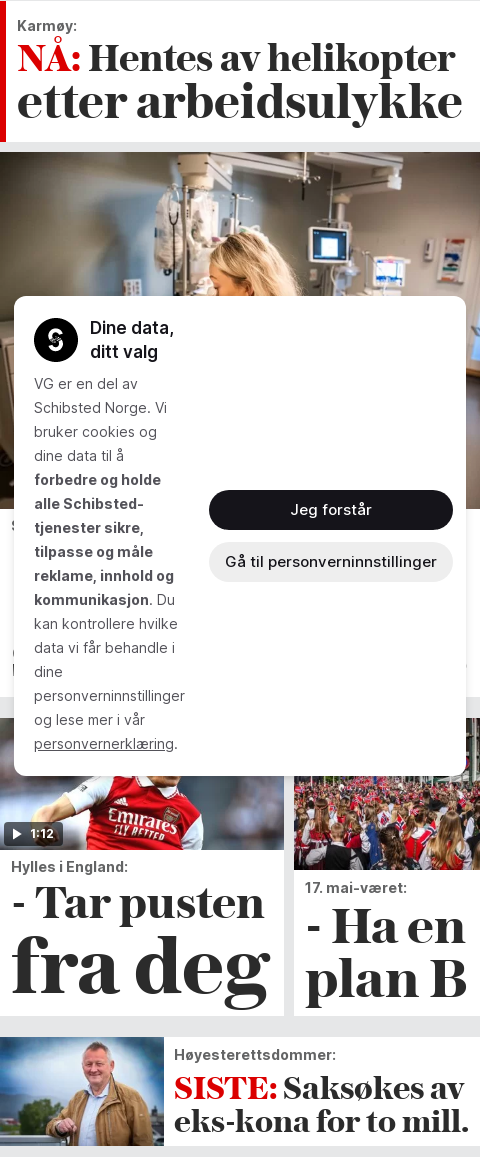 Karmøy:
NÅ: Hentes av helikopter
etter arbeidsulykke
Dine data,
ditt valg
VG er en del av
Schibsted Norge. Vi
bruker cookies og
dine data til å
forbedre og holde
alle Schibsted-
tjenester sikre,
tilpasse og måle
reklame, innhold og
kommunikasjon. Du
kan kontrollere hvilke
data vi får behandle i
dine
personverninnstillinger
og lese mer i vår
personvernerklæring.
Jeg forstår
Gå til personverninnstillinger
Emirates
FLY BETTER
1:12
Hylles i England:
- Tar pusten
fra deg
17. mai-været:
- Ha en
plan B
Høyesterettsdommer:
SISTE: Saksøkes av
eks-kona for to mill.